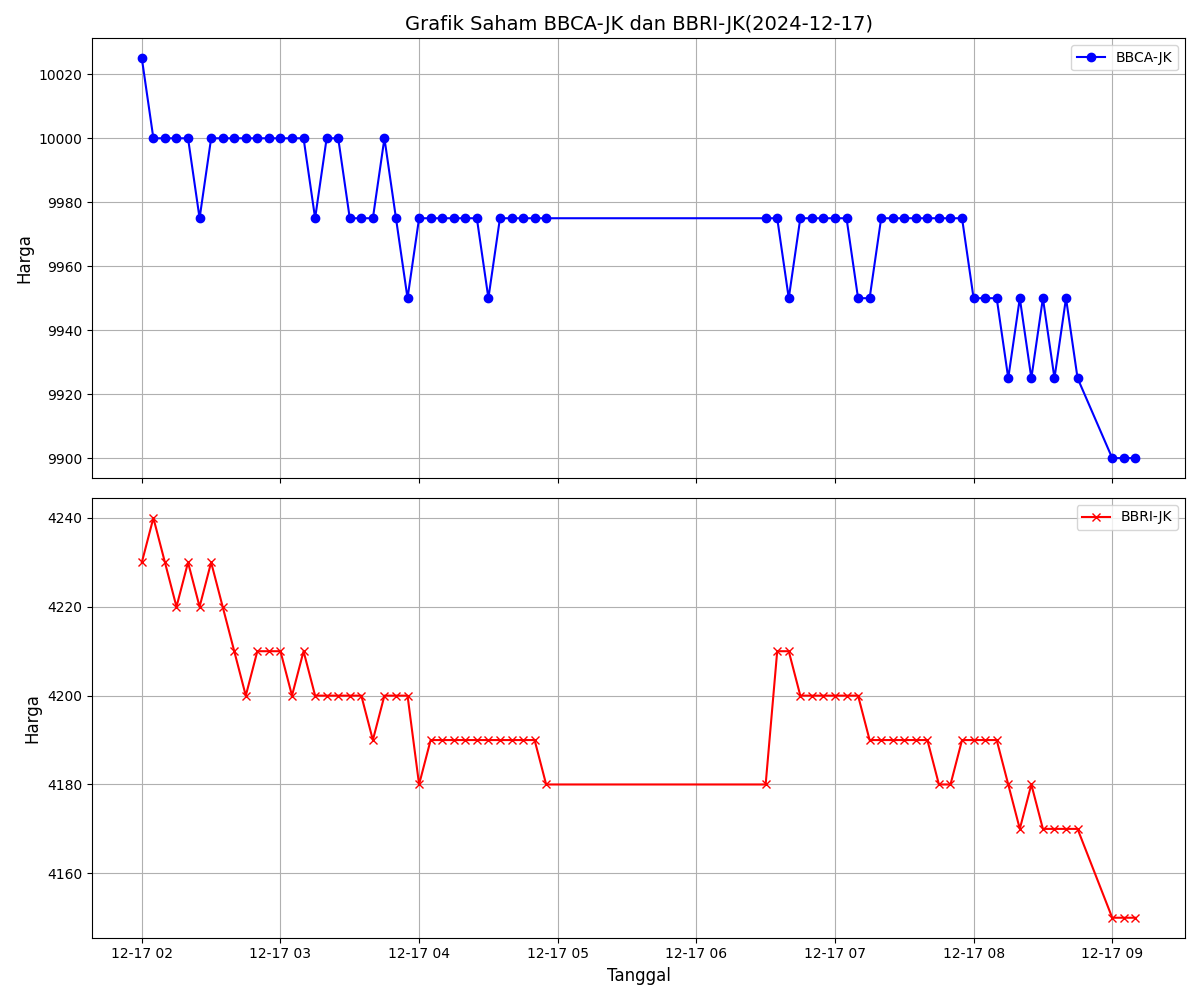 Grafik Saham BBCA-JK dan BBRI-JK(2024-12-17)
BBCA-JK
10020
10000
9980
9960
9940
9920
9900
Harga
BBRI-JK
4240
4220
4200
4180
4160
Harga
12-17 02 12-17 03 12-17 04 12-17 05 12-17 06 12-17 07 12-17 08 12-17 09
Tanggal